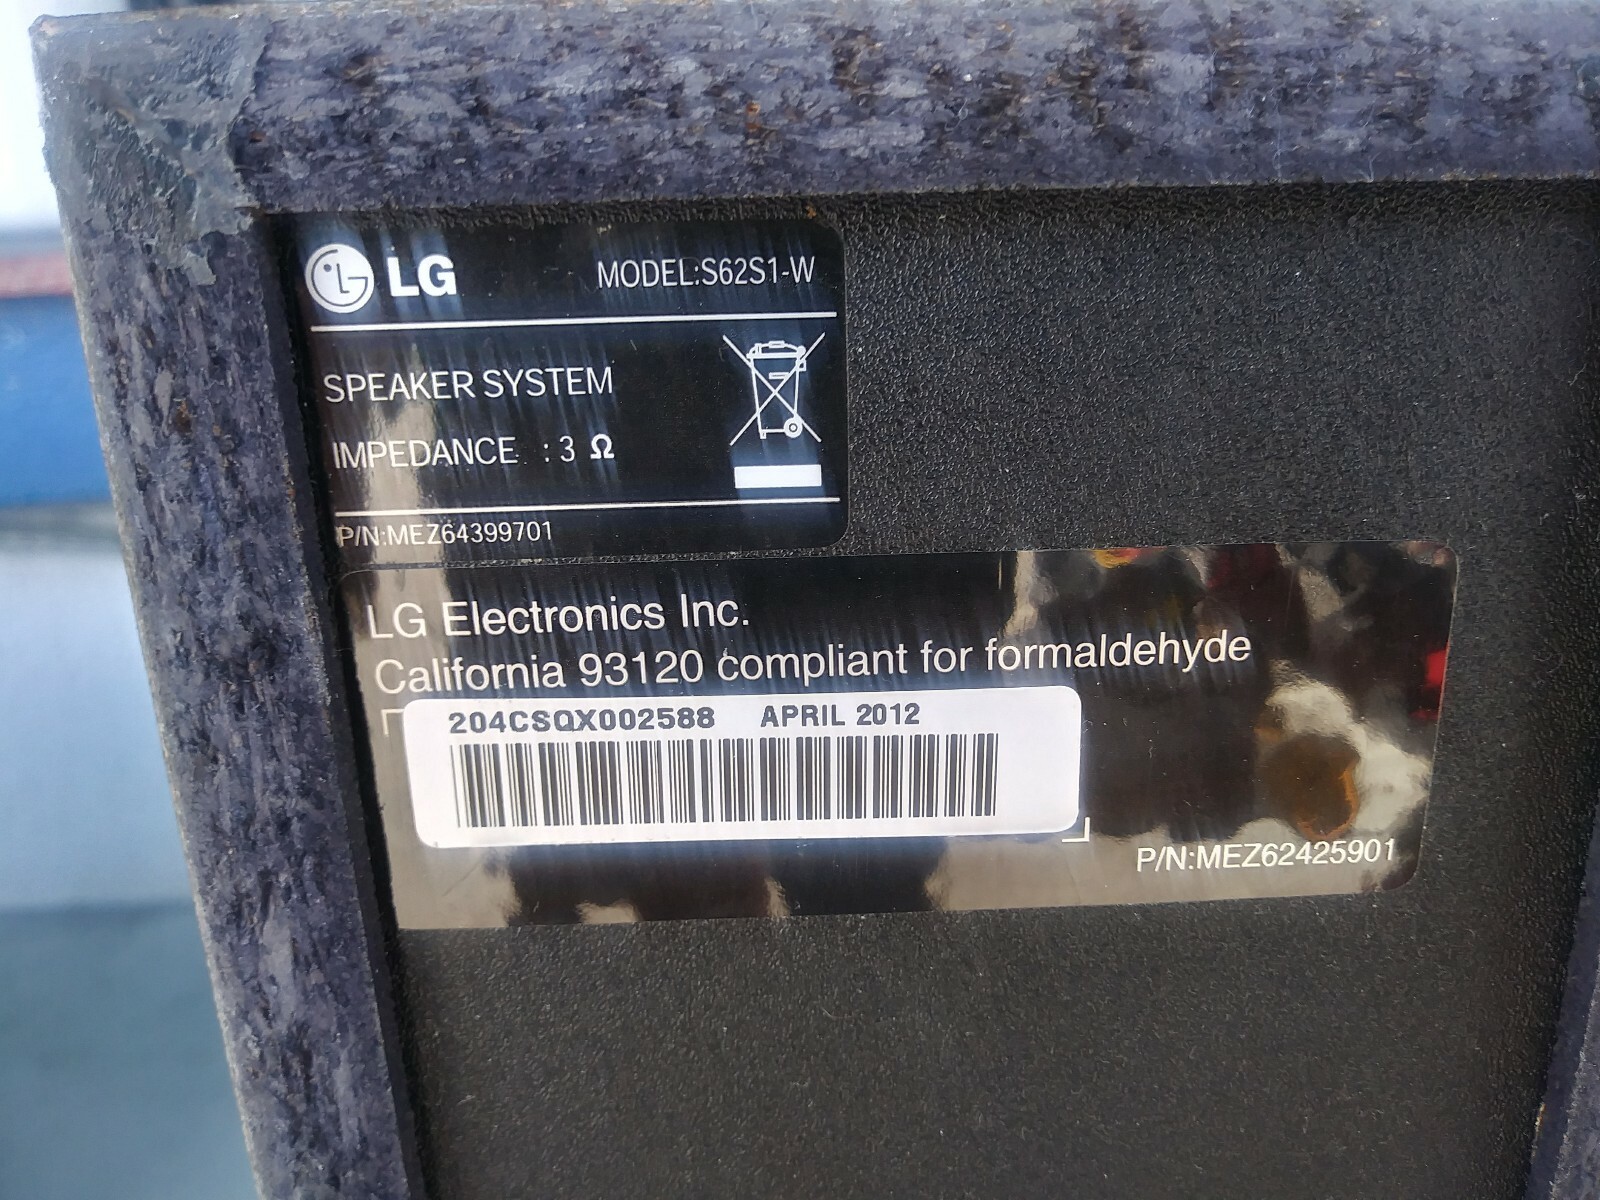 LG MODEL:S62S1-W
SPEAKER SYSTEM
IMPEDANCE : 3 Ω
P/N:MEZ64399701
LG Electronics Inc.
California 93120 compliant for formaldehyde
204CSQX002588 APRIL 2012
P/N:MEZ62425901